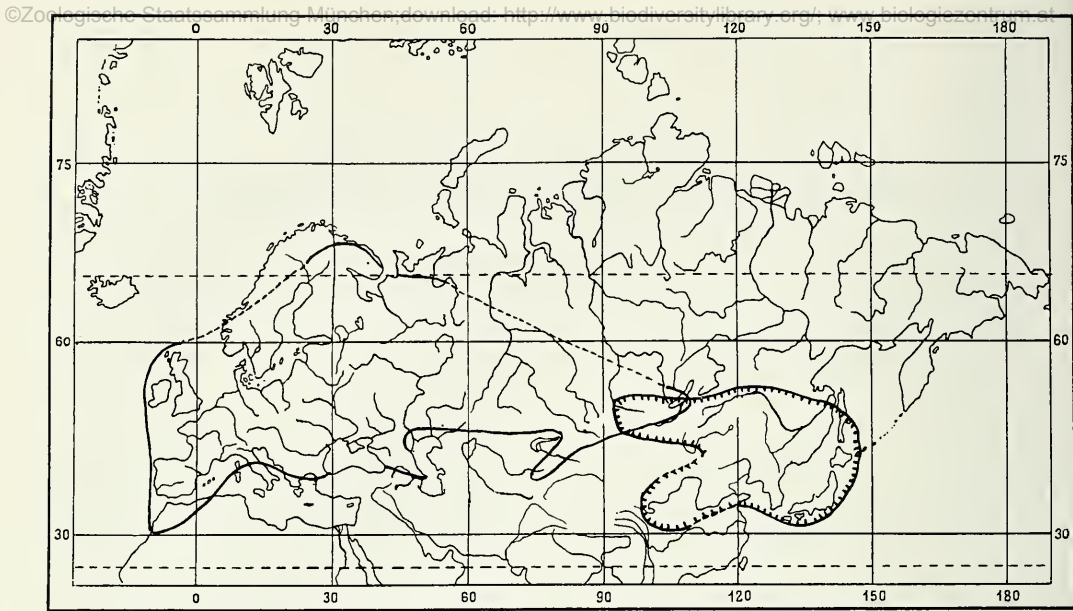 ©Zoologische Staatssammlung München;download: http://www.biodiversitylibrary.org/; www.biologiezentrum.at
0 30 60 90 120 150 180
75 75
60 60
30 30
0 30 60 90 120 150 180